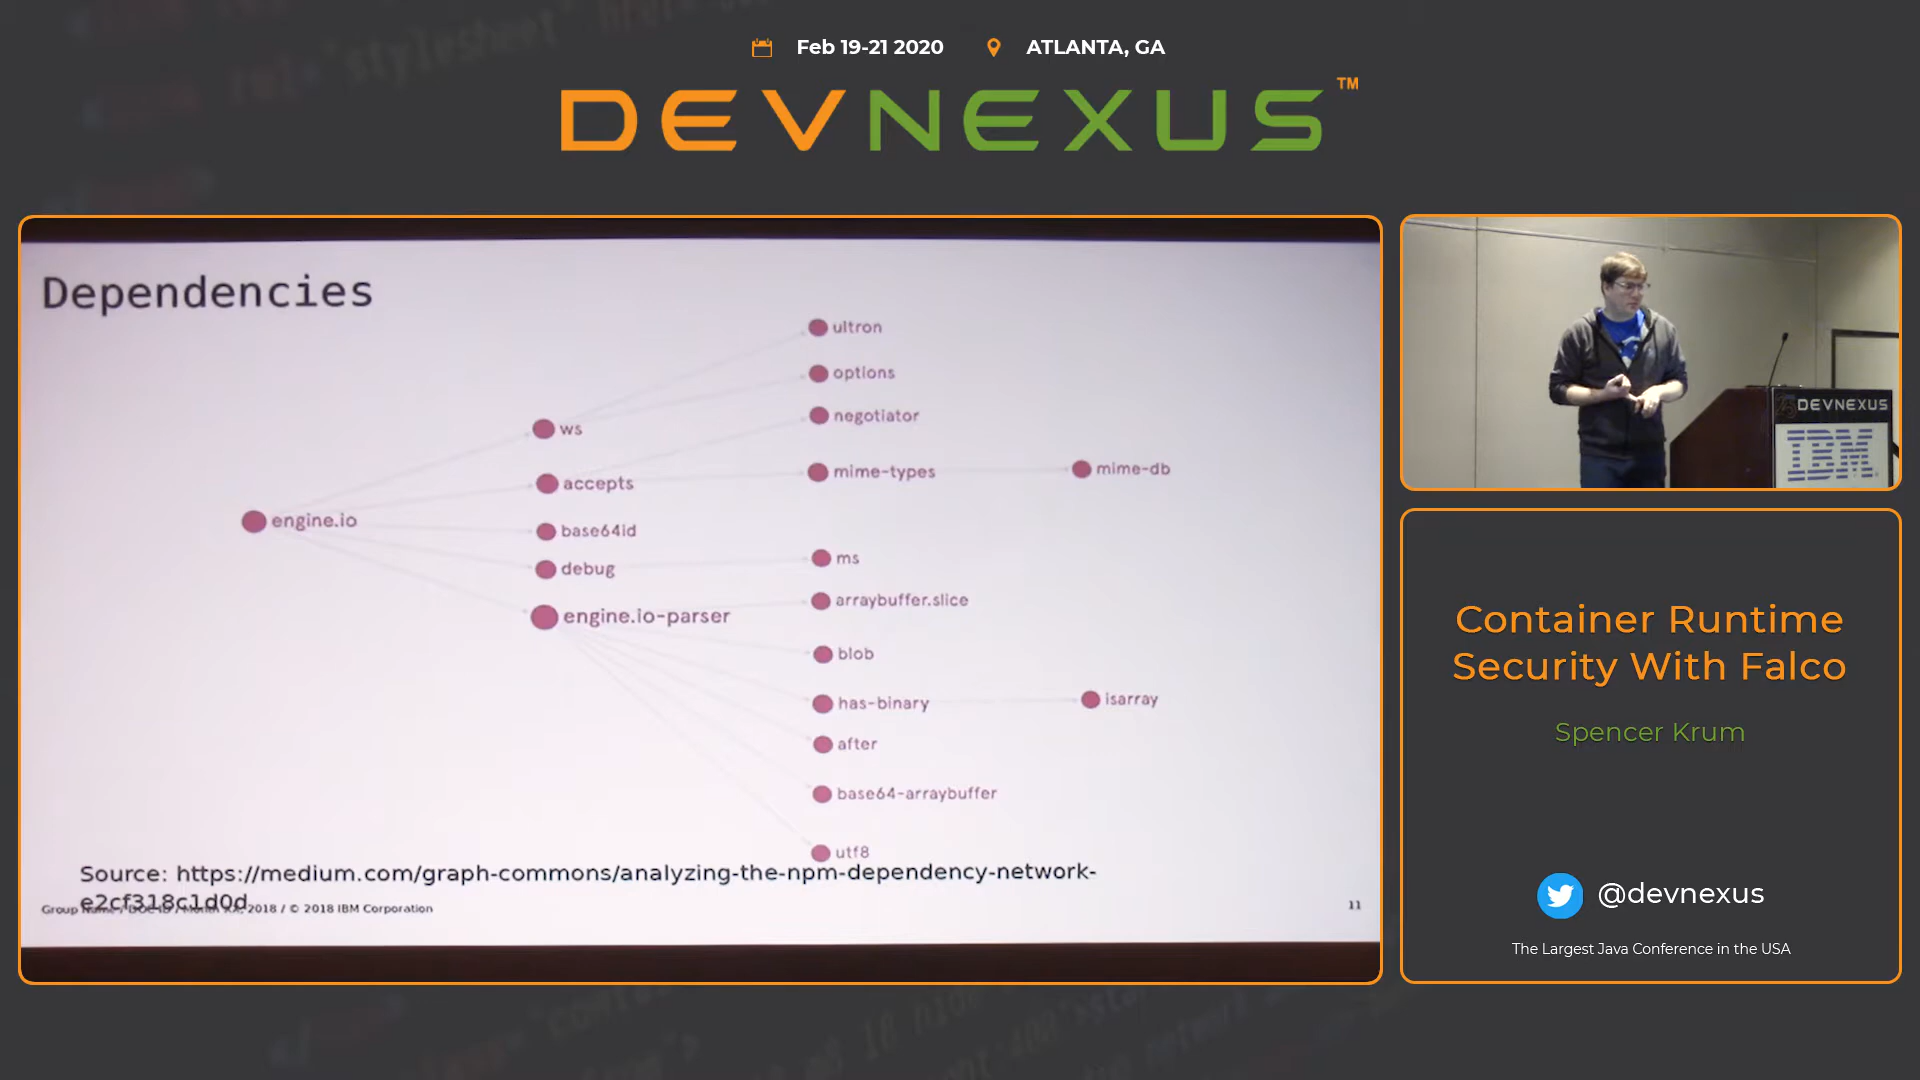 Feb 19-21 2020 ATLANTA, GA
DEVNEXUS™
Dependencies
ultron
options
negotiator
ws
mime-types
mime-db
accepts
engine.io
base64id
ms
debug
arraybuffer.slice
engine.io-parser
blob
has-binary
isarray
after
base64-arraybuffer
utf8
Source: https://medium.com/graph-commons/analyzing-the-npm-dependency-network-
e2cf318c1d0d
Group 2018 / © 2018 IBM Corporation
11
DEVNEXUS
IBM
Container Runtime
Security With Falco
Spencer Krum
@devnexus
The Largest Java Conference in the USA